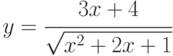 y = \frac{3x+4}{\sqrt{x^2+2x+1}}